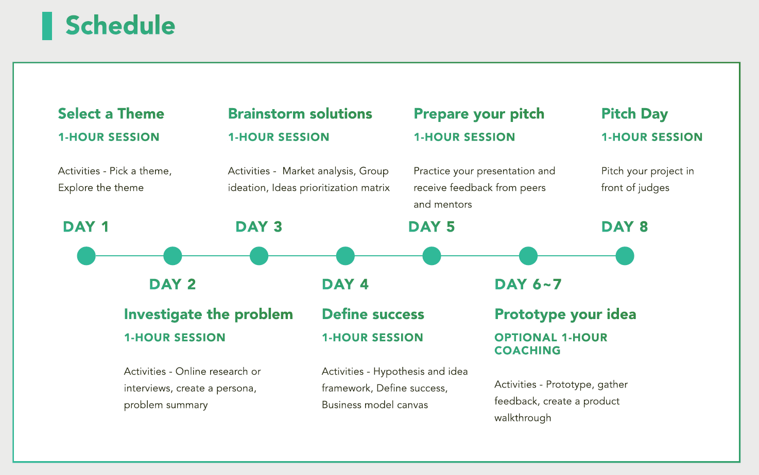 Schedule
Select a Theme
1-HOUR SESSION
Activities - Pick a theme,
Explore the theme
DAY 1
Investigate the problem
1-HOUR SESSION
Activities - Online research or
interviews, create a persona,
problem summary
DAY 2
Brainstorm solutions
1-HOUR SESSION
Activities -  Market analysis, Group
ideation, Ideas prioritization matrix
DAY 3
DAY 4
Define success
1-HOUR SESSION
Activities - Hypothesis and idea
framework, Define success,
Business model canvas
Prepare your pitch
1-HOUR SESSION
Practice your presentation and
receive feedback from peers
and mentors
DAY 5
DAY 6~7
Prototype your idea
OPTIONAL 1-HOUR
COACHING
Activities - Prototype, gather
feedback, create a product
walkthrough
Pitch Day
1-HOUR SESSION
Pitch your project in
front of judges
DAY 8